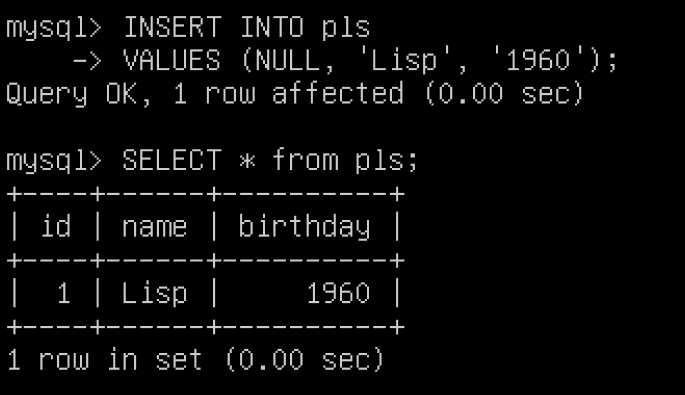 mysql> INSERT INTO pls
    -> VALUES (NULL, 'Lisp', '1960');
Query OK, 1 row affected (0.00 sec)

mysql> SELECT * from pls;
+----+------+----------+
| id | name | birthday |
+----+------+----------+
|  1 | Lisp |     1960 |
+----+------+----------+
1 row in set (0.00 sec)